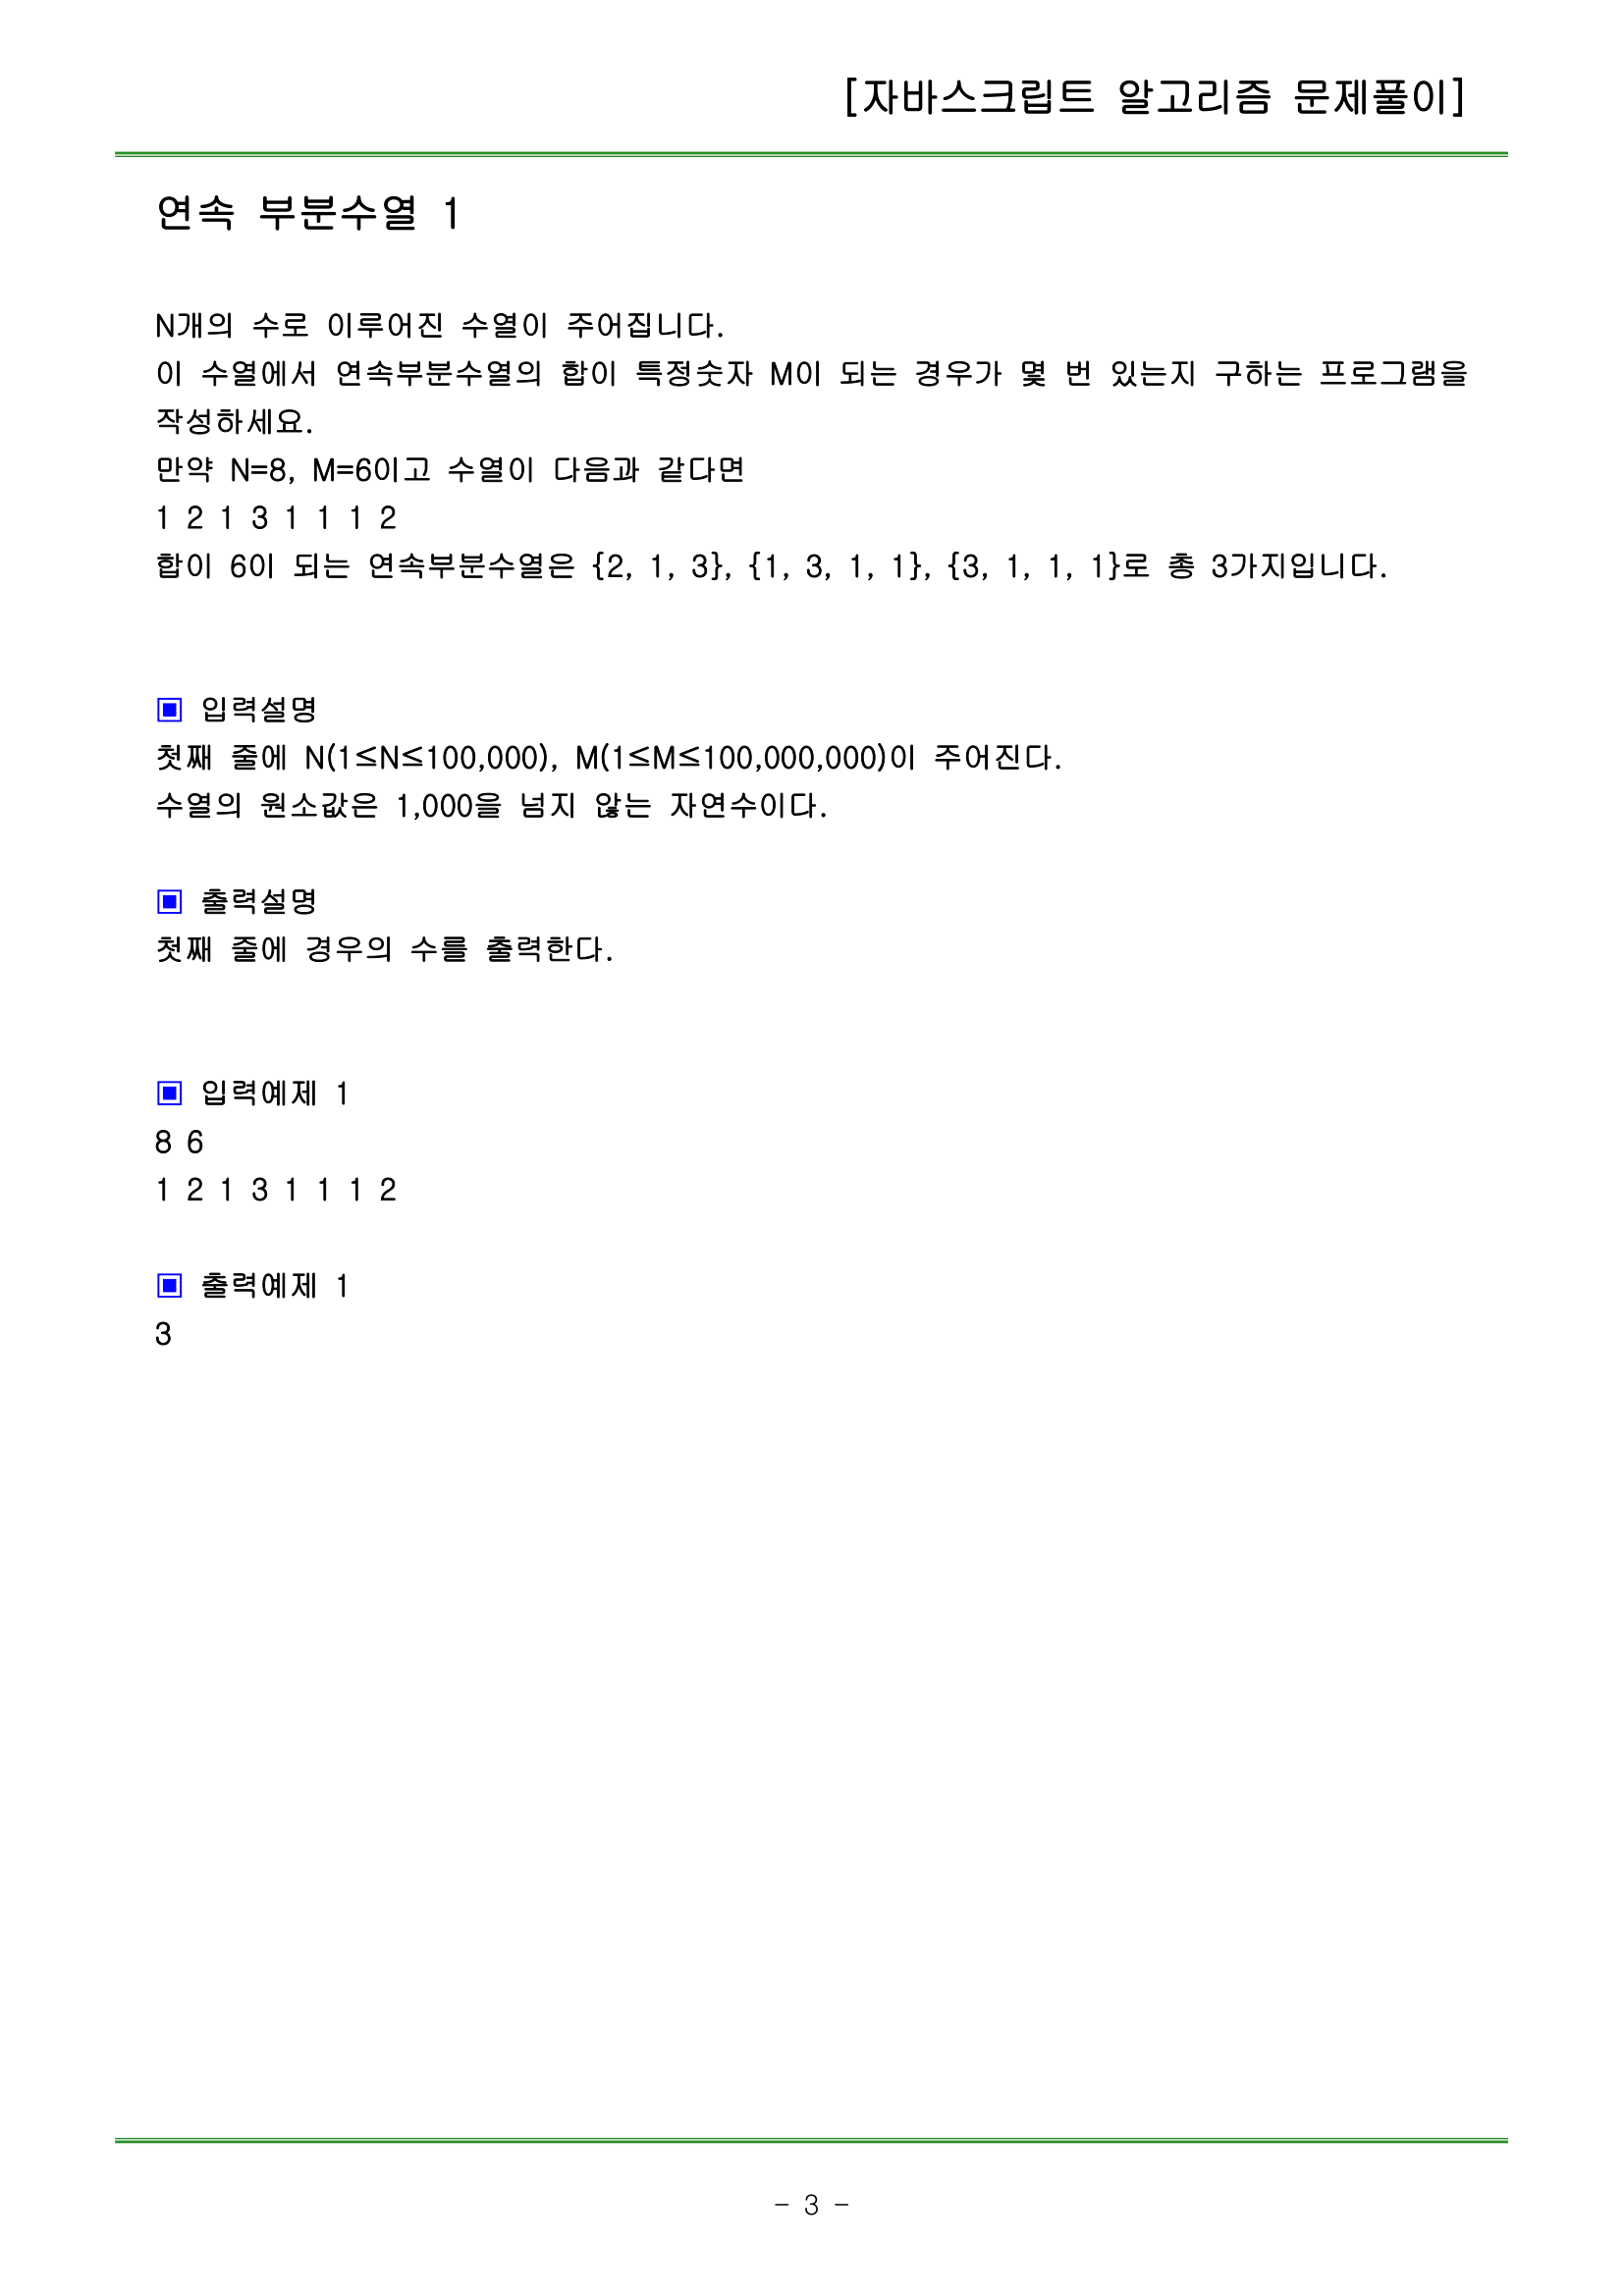 [자바스크립트 알고리즘 문제풀이]
연속 부분수열 1
N개의 수로 이루어진 수열이 주어집니다.
이 수열에서 연속부분수열의 합이 특정숫자 M이 되는 경우가 몇 번 있는지 구하는 프로그램을
작성하세요.
만약 N=8, M=6이고 수열이 다음과 같다면
1 2 1 3 1 1 1 2
합이 6이 되는 연속부분수열은 {2, 1, 3}, {1, 3, 1, 1}, {3, 1, 1, 1}로 총 3가지입니다.
▣ 입력설명
첫째 줄에 N(1≤N≤100,000), M(1≤M≤100,000,000)이 주어진다.
수열의 원소값은 1,000을 넘지 않는 자연수이다.
▣ 출력설명
첫째 줄에 경우의 수를 출력한다.
▣ 입력예제 1
8 6
1 2 1 3 1 1 1 2
▣ 출력예제 1
3
- 3 -